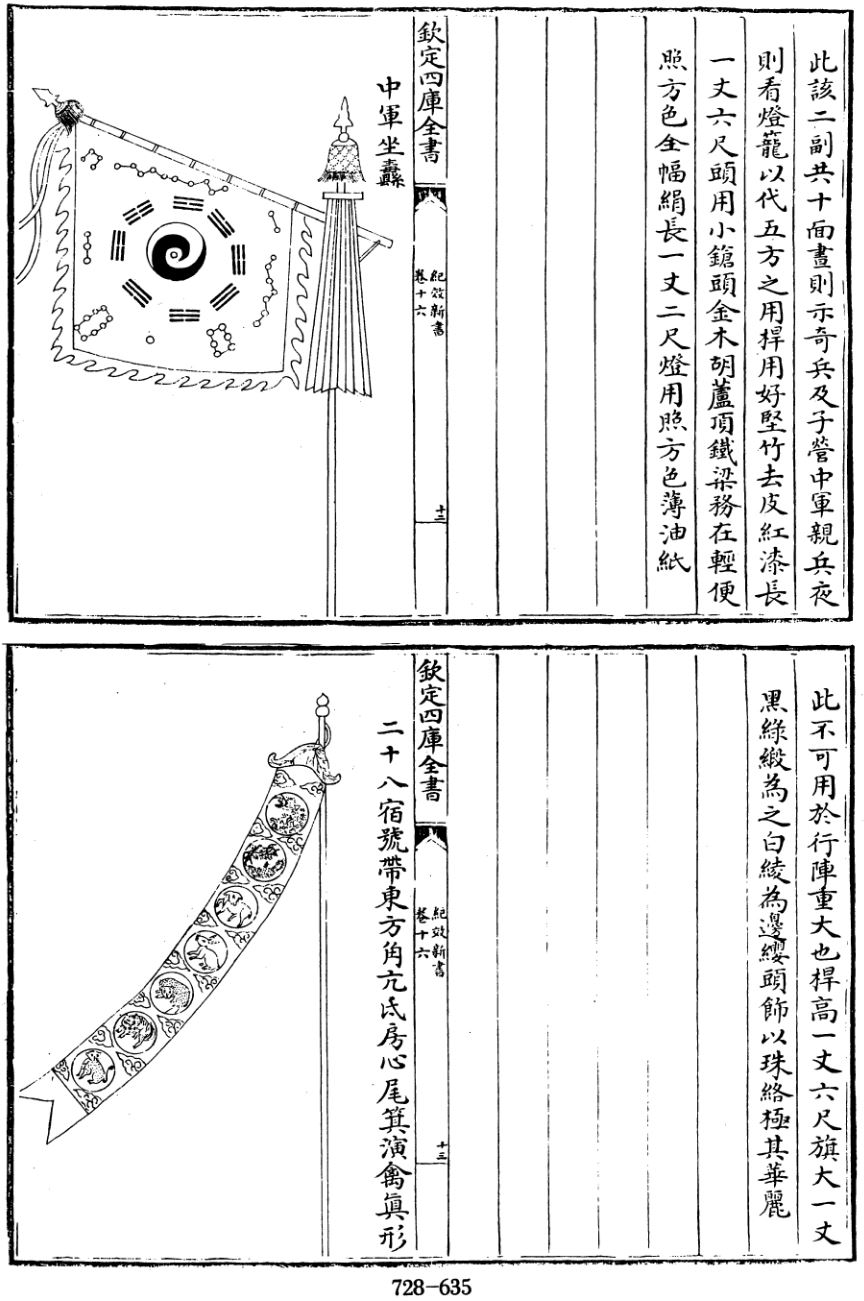 此該二副共十面晝則示奇兵及子營中軍親兵夜
則看燈籠以代五方之用桿用好堅竹去皮紅漆長
一丈六尺頭用小鎗頭金木胡蘆頂鐵梁務在輕便
照方色全幅絹長一丈二尺燈用照方色薄油紙
欽定四庫全書
紀效新書
卷十六
十三
中軍坐纛
此不可用於行陣重大也桿高一丈六尺旗大一丈
黑綠緞為之白綾為邊纓頭飾以珠絡極其華麗
欽定四庫全書
紀效新書
卷十六
十三
二十八宿號帶東方角亢氐房心尾箕演禽真形
728-635